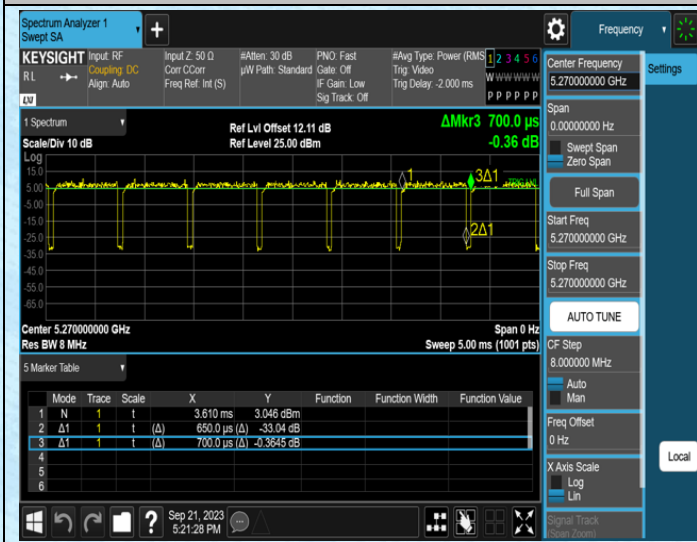 Spectrum Analyzer 1
Swept SA
+
Frequency
KEYSIGHT
RL
Input: RF
Coupling: DC
Align: Auto
Input Z: 50 Ω
Corr CCorr
Freq Ref: Int (S)
#Atten: 30 dB
µW Path: Standard
PNO: Fast
Gate: Off
IF Gain: Low
Sig Track: Off
#Avg Type: Power (RMS
Trig: Video
Trig Delay: -2.000 ms
1 2 3 4 5 6
W W W W W W
P P P P P P
LXI
1 Spectrum
Scale/Div 10 dB
Log
Ref Lvl Offset 12.11 dB
Ref Level 25.00 dBm
ΔMkr3 700.0 µs
-0.36 dB
15.0
5.00
-5.00
-15.0
-25.0
-35.0
-45.0
-55.0
-65.0
1
3Δ1
TRIG LVL
2Δ1
Center 5.270000000 GHz
Res BW 8 MHz
Span 0 Hz
Sweep 5.00 ms (1001 pts)
5 Marker Table
Mode Trace Scale X Y Function Function Width Function Value
1 N 1 t 3.610 ms 3.046 dBm
2 Δ1 1 t (Δ) 650.0 µs (Δ) -33.04 dB
3 Δ1 1 t (Δ) 700.0 µs (Δ) -0.3645 dB
4
5
6
Sep 21, 2023
5:21:28 PM
?
Center Frequency
5.270000000 GHz
Span
0.00000000 Hz
Swept Span
Zero Span
Full Span
Start Freq
5.270000000 GHz
Stop Freq
5.270000000 GHz
AUTO TUNE
CF Step
8.000000 MHz
Auto
Man
Freq Offset
0 Hz
X Axis Scale
Log
Lin
Signal Track
(Span Zoom)
Settings
Local